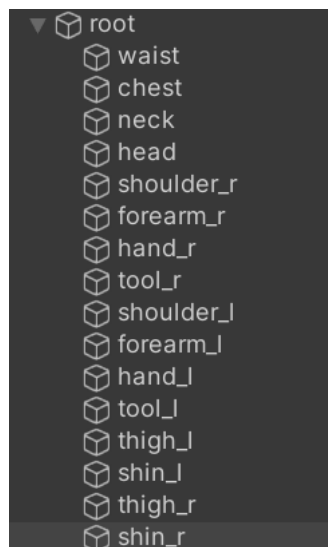 root
waist
chest
neck
head
shoulder_r
forearm_r
hand_r
tool_r
shoulder_l
forearm_l
hand_l
tool_l
thigh_l
shin_l
thigh_r
shin_r